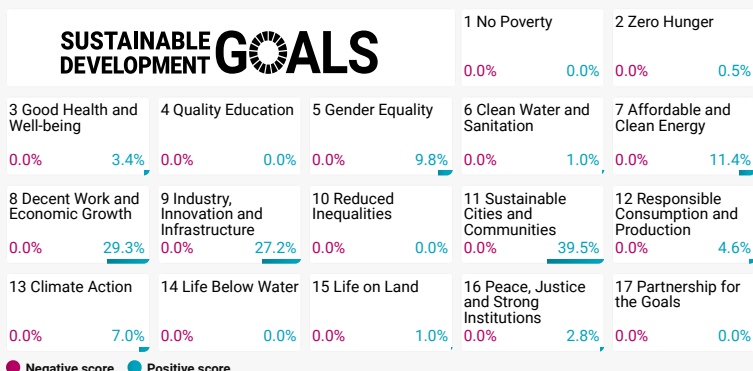 SUSTAINABLE
DEVELOPMENT
GOALS
1 No Poverty
0.0% 0.0%
2 Zero Hunger
0.0% 0.5%
3 Good Health and
Well-being
0.0% 3.4%
4 Quality Education
0.0% 0.0%
5 Gender Equality
0.0% 9.8%
6 Clean Water and
Sanitation
0.0% 1.0%
7 Affordable and
Clean Energy
0.0% 11.4%
8 Decent Work and
Economic Growth
0.0% 29.3%
9 Industry,
Innovation and
Infrastructure
0.0% 27.2%
10 Reduced
Inequalities
0.0% 0.0%
11 Sustainable
Cities and
Communities
0.0% 39.5%
12 Responsible
Consumption and
Production
0.0% 4.6%
13 Climate Action
0.0% 7.0%
14 Life Below Water
0.0% 0.0%
15 Life on Land
0.0% 1.0%
16 Peace, Justice
and Strong
Institutions
0.0% 2.8%
17 Partnership for
the Goals
0.0% 0.0%
Negative score Positive score